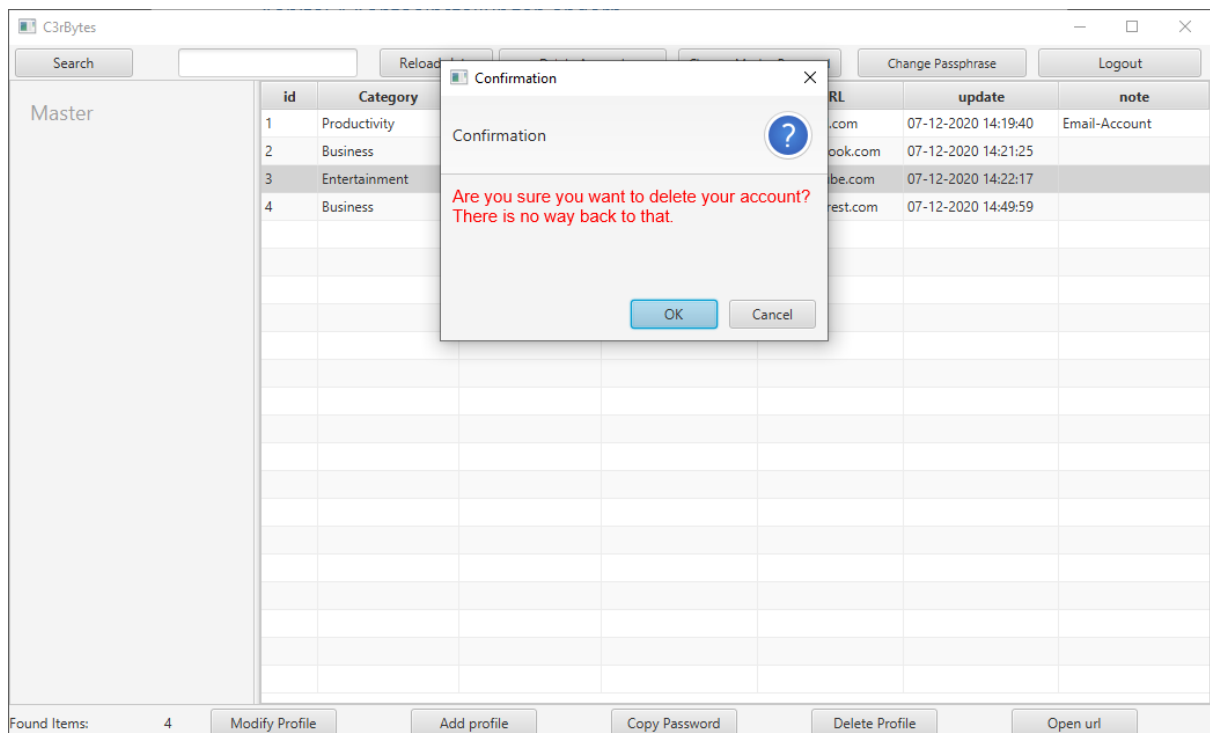 C3rBytes
Search
Change Passphrase
Logout
Confirmation
Confirmation
Are you sure you want to delete your account?
There is no way back to that.
OK
Cancel
Master
id Category update note
1 Productivity .com 07-12-2020 14:19:40 Email-Account
2 Business ook.com 07-12-2020 14:21:25
3 Entertainment 07-12-2020 14:22:17
4 Business rest.com 07-12-2020 14:49:59
Found Items: 4 Modify Profile Add profile Copy Password Delete Profile Open url